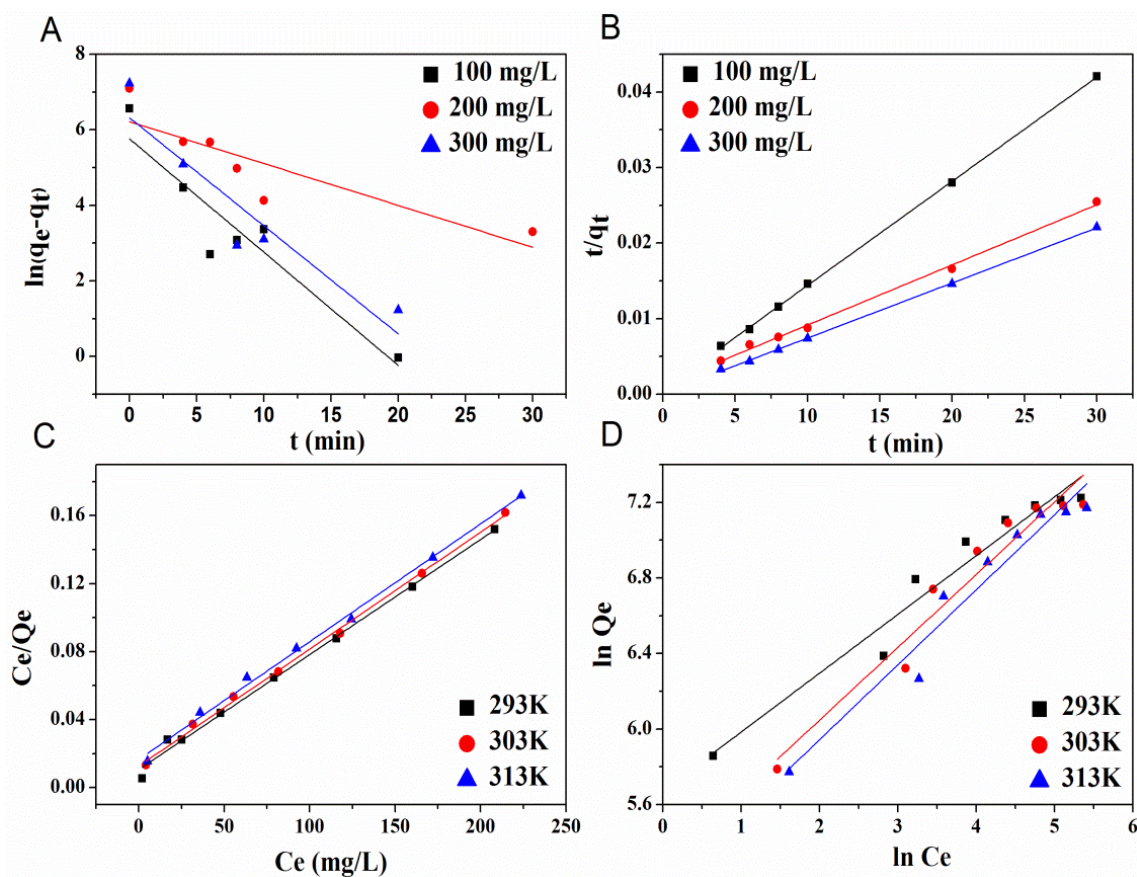 A
ln(qe-qt)
8
6
4
2
0
100 mg/L
200 mg/L
300 mg/L
0 5 10 15 20 25 30
t (min)
B
t/qt
0.04
0.03
0.02
0.01
0.00
100 mg/L
200 mg/L
300 mg/L
0 5 10 15 20 25 30
t (min)
C
Ce/Qe
0.16
0.12
0.08
0.04
0.00
293K
303K
313K
0 50 100 150 200 250
Ce (mg/L)
D
ln Qe
7.2
6.8
6.4
6.0
5.6
293K
303K
313K
0 1 2 3 4 5 6
ln Ce